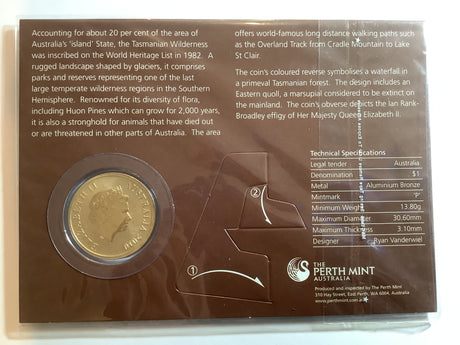 Accounting for about 20 per cent of the area of
Australia's 'island' State, the Tasmanian Wilderness
was inscribed on the World Heritage List in 1982. A
rugged landscape shaped by glaciers, it comprises
parks and reserves representing one of the last
large temperate wilderness regions in the Southern
Hemisphere. Renowned for its diversity of flora,
including Huon Pines which can grow for 2,000 years,
it is also a stronghold for animals that have died out
or are threatened in other parts of Australia. The area
offers world-famous long distance walking paths such
as the Overland Track from Cradle Mountain to Lake
St Clair.
The coin's coloured reverse symbolises a waterfall in
a primeval Tasmanian forest. The design includes an
Eastern quoll, a marsupial considered to be extinct on
the mainland. The coin's obverse depicts the Ian Rank-
Broadley effigy of Her Majesty Queen Elizabeth II.
Technical Specifications
Legal tender Australia
Denomination $1
Metal Aluminium Bronze
Mintmark "P"
Minimum Weight 13.80g
Maximum Diameter 30.60mm
Maximum Thickness 3.10mm
Designer Ryan Vanderwiel
ELIZABETH II AUSTRALIA 2010
1
2
THE
PERTH MINT
AUSTRALIA
Produced and inspected by The Perth Mint
310 Hay Street, East Perth, WA 6004, Australia
perthmint.com.au